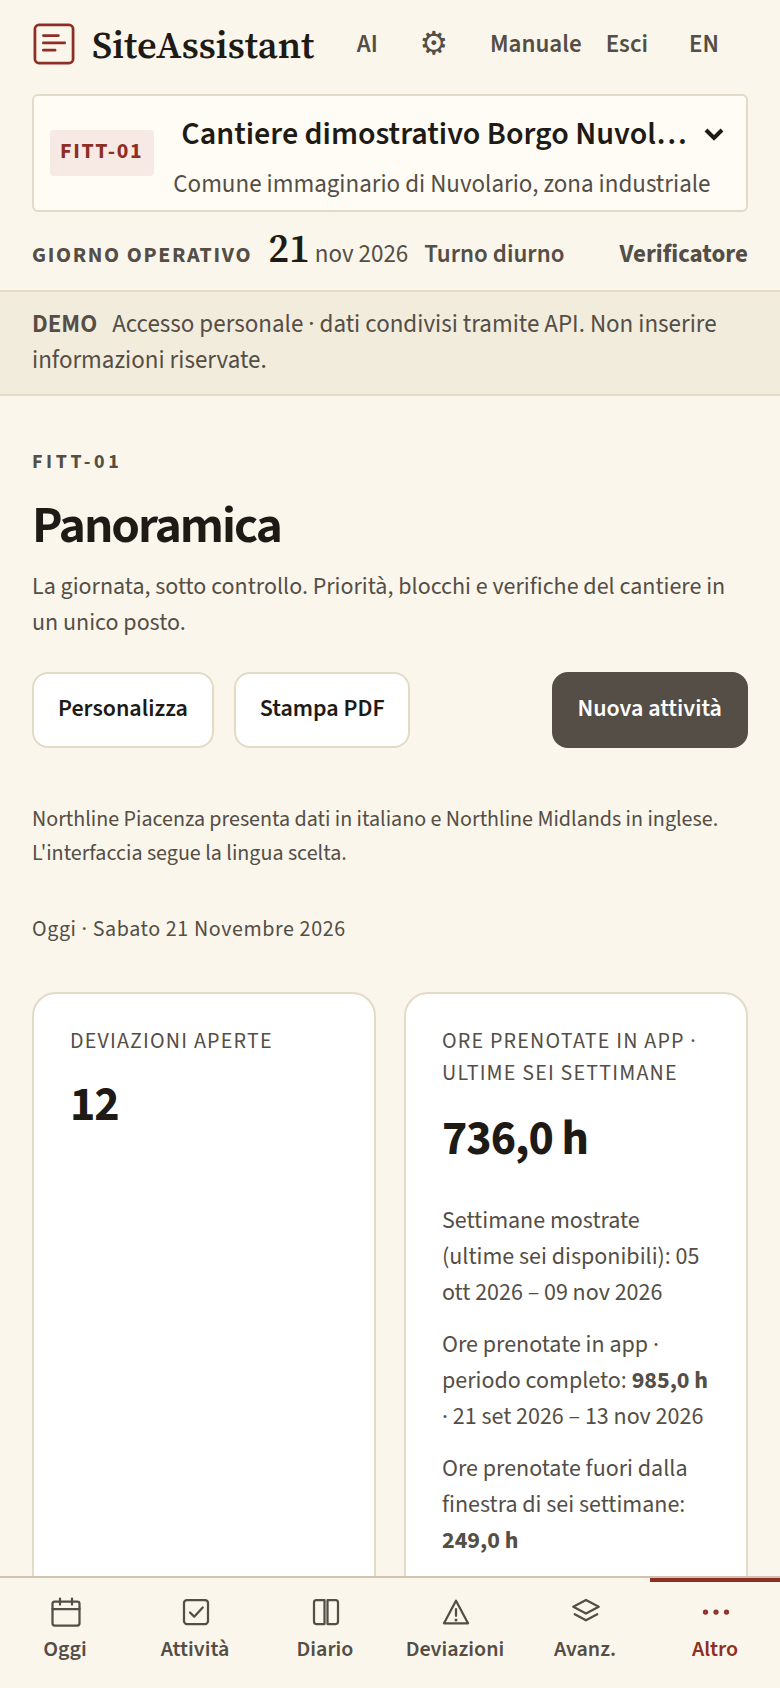 SiteAssistant AI ⚙ Manuale Esci EN
FITT-01 Cantiere dimostrativo Borgo Nuvol…
Comune immaginario di Nuvolario, zona industriale
GIORNO OPERATIVO 21 nov 2026 Turno diurno Verificatore
DEMO Accesso personale · dati condivisi tramite API. Non inserire
informazioni riservate.
FITT-01
Panoramica
La giornata, sotto controllo. Priorità, blocchi e verifiche del cantiere in
un unico posto.
Personalizza Stampa PDF Nuova attività
Northline Piacenza presenta dati in italiano e Northline Midlands in inglese.
L'interfaccia segue la lingua scelta.
Oggi · Sabato 21 Novembre 2026
DEVIAZIONI APERTE
12
ORE PRENOTATE IN APP ·
ULTIME SEI SETTIMANE
736,0 h
Settimane mostrate
(ultime sei disponibili): 05
ott 2026 – 09 nov 2026
Ore prenotate in app ·
periodo completo: 985,0 h
· 21 set 2026 – 13 nov 2026
Ore prenotate fuori dalla
finestra di sei settimane:
249,0 h
Oggi Attività Diario Deviazioni Avanz. Altro